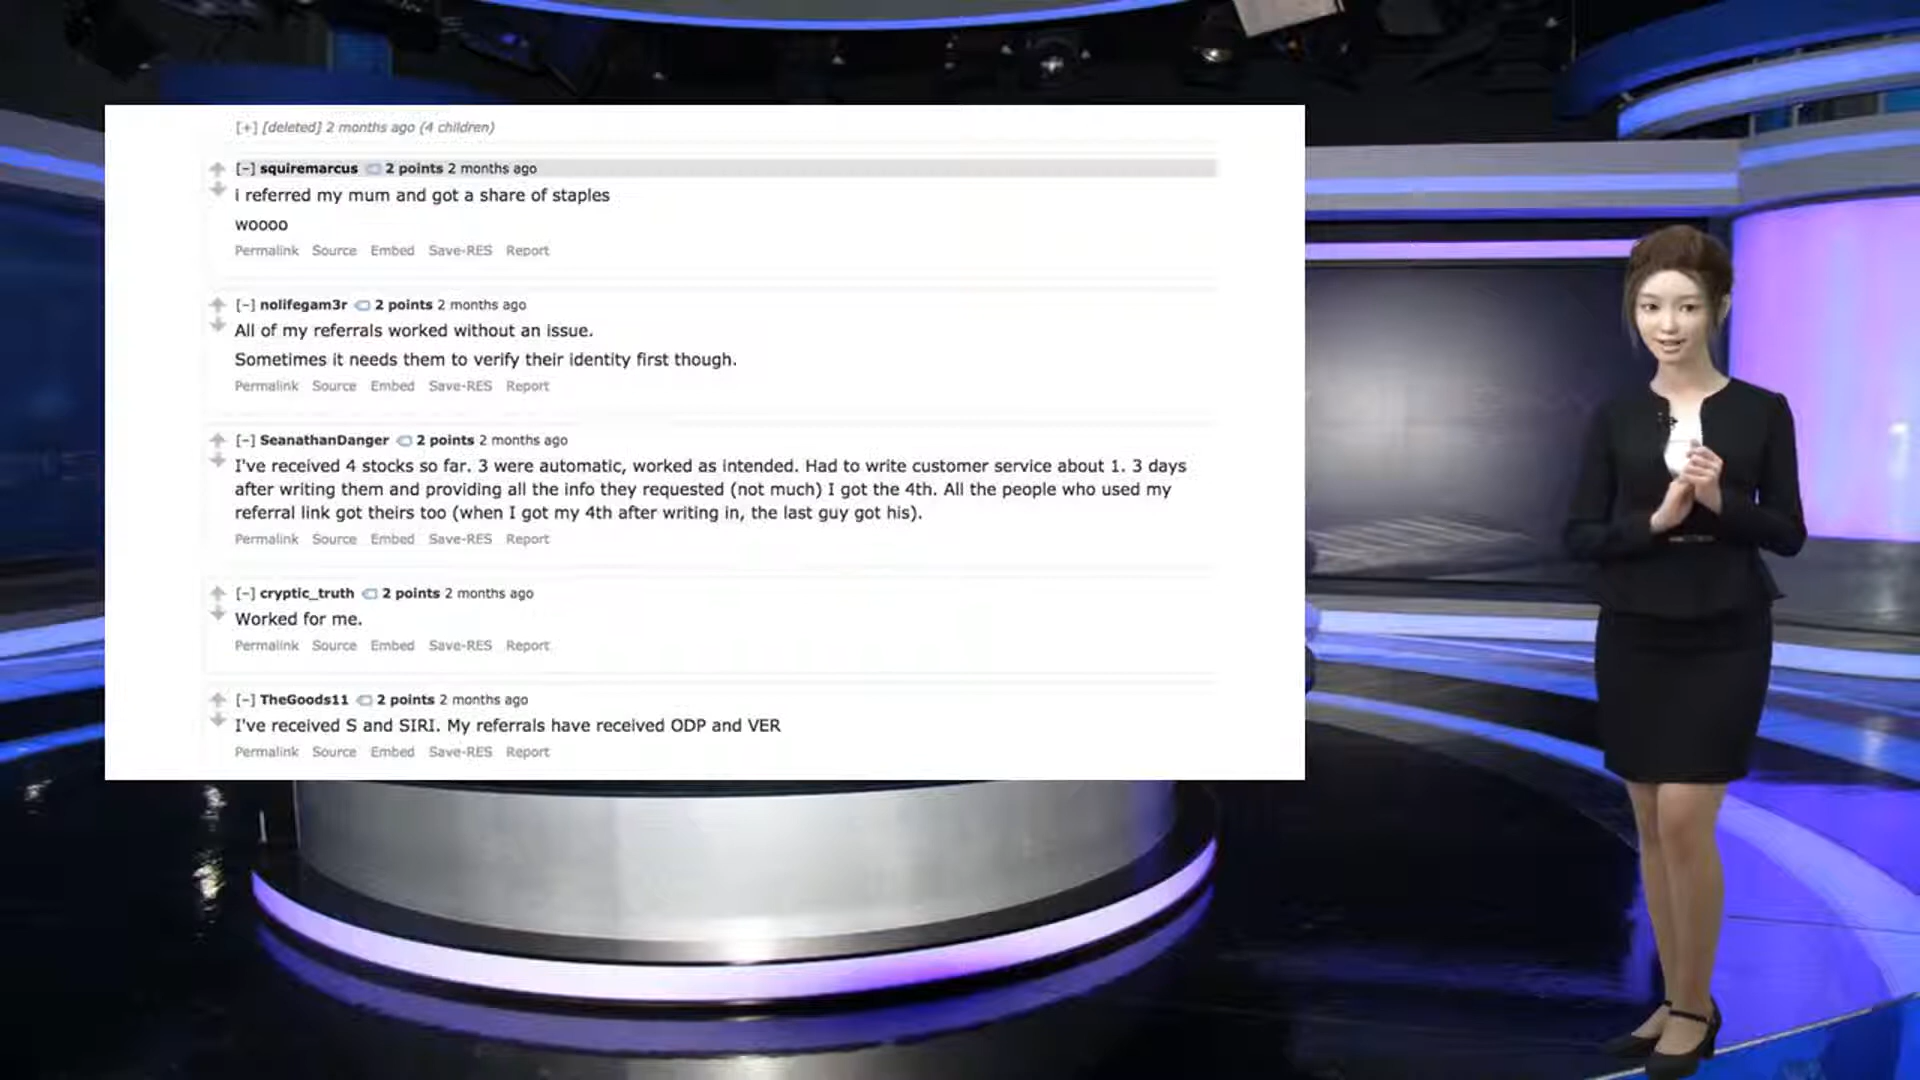 [+] [deleted] 2 months ago (4 children)
[–] squiremarcus 2 points 2 months ago
i referred my mum and got a share of staples
woooo
Permalink Source Embed Save-RES Report
[–] nolifegam3r 2 points 2 months ago
All of my referrals worked without an issue.
Sometimes it needs them to verify their identity first though.
Permalink Source Embed Save-RES Report
[–] SeanathanDanger 2 points 2 months ago
I've received 4 stocks so far. 3 were automatic, worked as intended. Had to write customer service about 1. 3 days
after writing them and providing all the info they requested (not much) I got the 4th. All the people who used my
referral link got theirs too (when I got my 4th after writing in, the last guy got his).
Permalink Source Embed Save-RES Report
[–] cryptic_truth 2 points 2 months ago
Worked for me.
Permalink Source Embed Save-RES Report
[–] TheGoods11 2 points 2 months ago
I've received S and SIRI. My referrals have received ODP and VER
Permalink Source Embed Save-RES Report